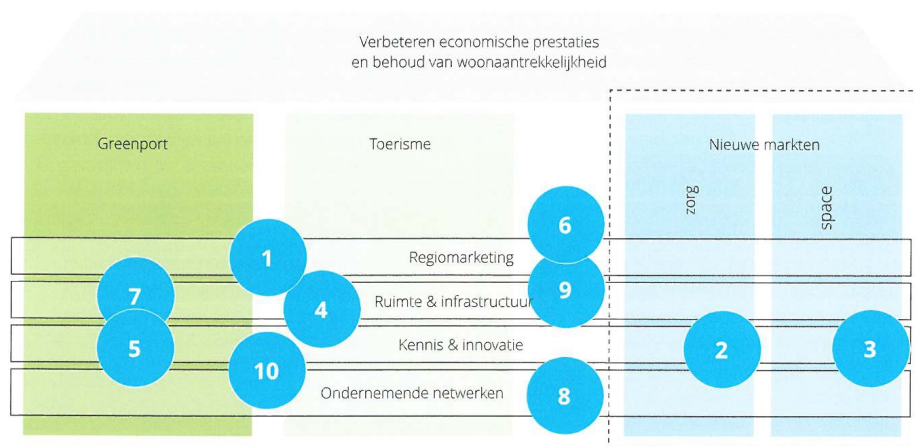 Verbeteren economische prestaties
en behoud van woonaantrekkelijkheid
Greenport
Toerisme
Nieuwe markten
zorg
space
6
1
Regiomarketing
7
9
4
Ruimte & infrastructuur
5
Kennis & innovatie
2
3
10
Ondernemende netwerken
8